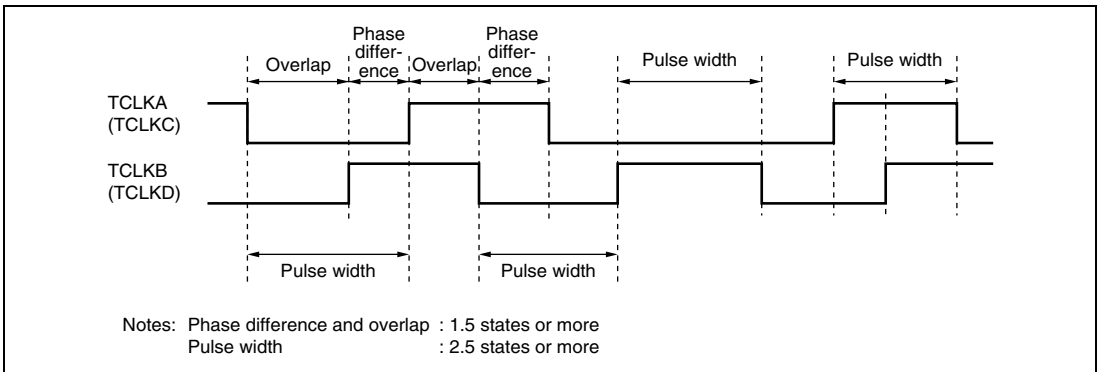 Phase
differ-
ence
Phase
differ-
ence
Overlap
Overlap
Pulse width
Pulse width
TCLKA
(TCLKC)
TCLKB
(TCLKD)
Pulse width
Pulse width
Notes: Phase difference and overlap : 1.5 states or more
Pulse width : 2.5 states or more